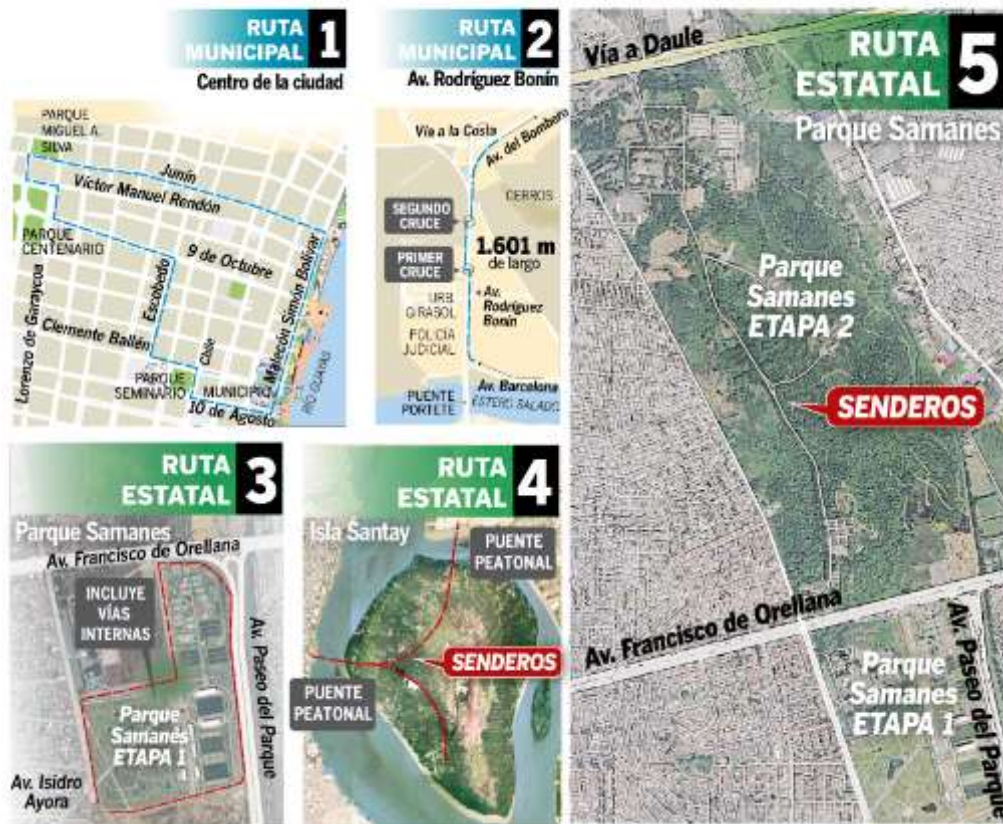 RUTA
MUNICIPAL 1
Centro de la ciudad
PARQUE
MIGUEL A.
SILVA
Junín
Víctor Manuel Rendón
PARQUE
CENTENARIO
9 de Octubre
Escobedo
Malecón Simón Bolívar
Lorenzo de Garaycoa
Clemente Ballén
Chile
PARQUE
SEMINARIO
MUNICIPIO
10 de Agosto
RIO GUAYAS
RUTA
MUNICIPAL 2
Av. Rodríguez Bonín
Vía a la Costa
Av. del Bombero
CERROS
SEGUNDO
CRUCE
1.601 m
de largo
PRIMER
CRUCE
URB.
GIRASOL
Av.
Rodríguez
Bonín
POLICÍA
JUDICIAL
Av. Barcelona
PUENTE
PORTETE
ESTERO SALADO
RUTA
ESTATAL 3
Parque Samanes
Av. Francisco de Orellana
INCLUYE
VÍAS
INTERNAS
Av. Paseo del Parque
Parque
Samanes
ETAPA 1
Av. Isidro
Ayora
RUTA
ESTATAL 4
Isla Santay
PUENTE
PEATONAL
SENDEROS
PUENTE
PEATONAL
RUTA
ESTATAL 5
Parque Samanes
Vía a Daule
Parque
Samanes
ETAPA 2
SENDEROS
Av. Francisco de Orellana
Parque
Samanes
ETAPA 1
Av. Paseo del Parque